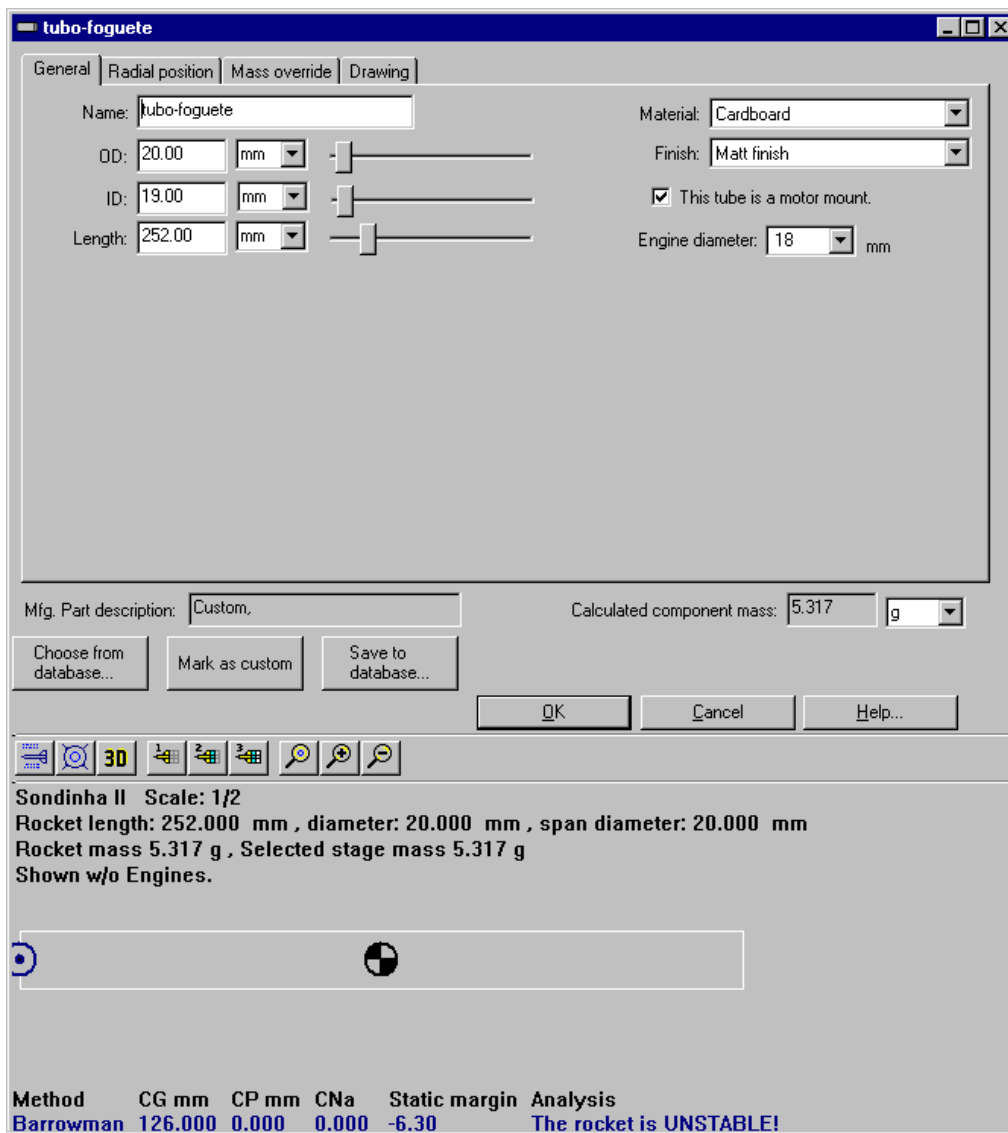 tubo-foguete
General Radial position Mass override Drawing
Name: tubo-foguete Material: Cardboard
OD: 20.00 mm Finish: Matt finish
ID: 19.00 mm This tube is a motor mount.
Length: 252.00 mm Engine diameter: 18 mm
Mfg. Part description: Custom, Calculated component mass: 5.317 g
Choose from database... Mark as custom Save to database...
OK Cancel Help...
3D 1 2 3
Sondinha II Scale: 1/2
Rocket length: 252.000 mm , diameter: 20.000 mm , span diameter: 20.000 mm
Rocket mass 5.317 g , Selected stage mass 5.317 g
Shown w/o Engines.
Method CG mm CP mm CNa Static margin Analysis
Barrowman 126.000 0.000 0.000 -6.30 The rocket is UNSTABLE!